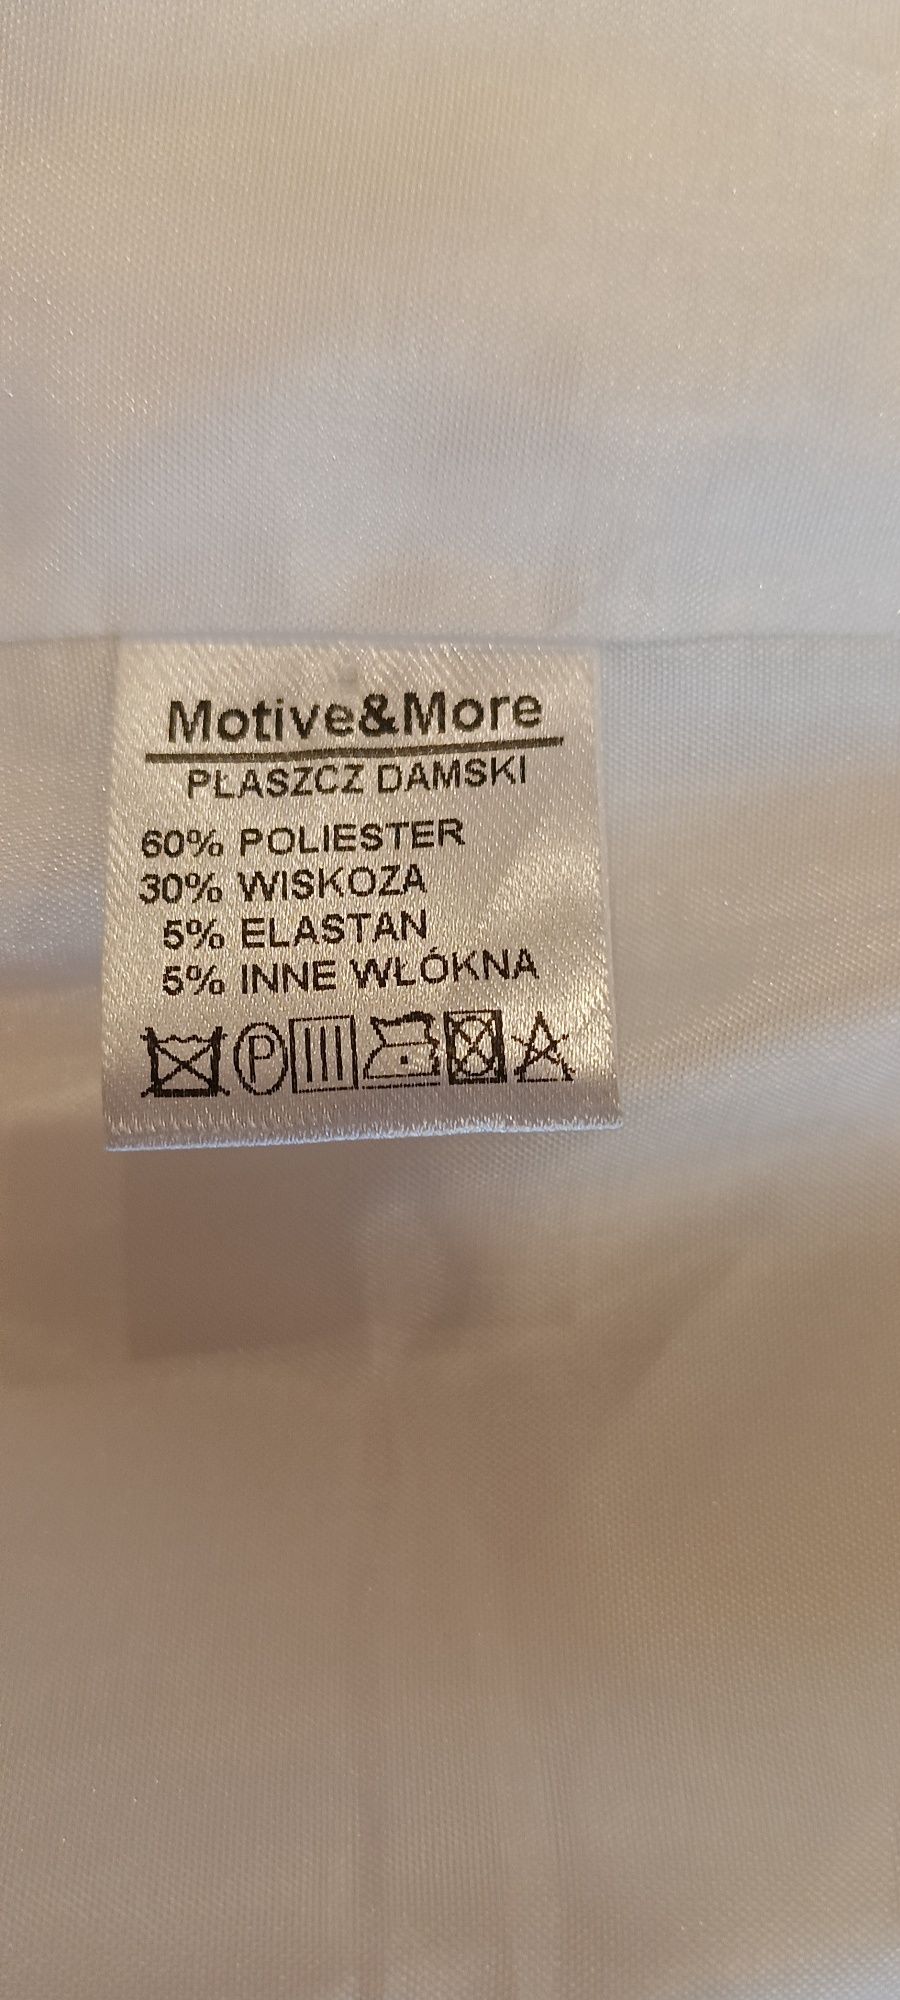 Motive&More
PŁASZCZ DAMSKI
60% POLIESTER
30% WISKOZA
5% ELASTAN
5% INNE WŁÓKNA
P